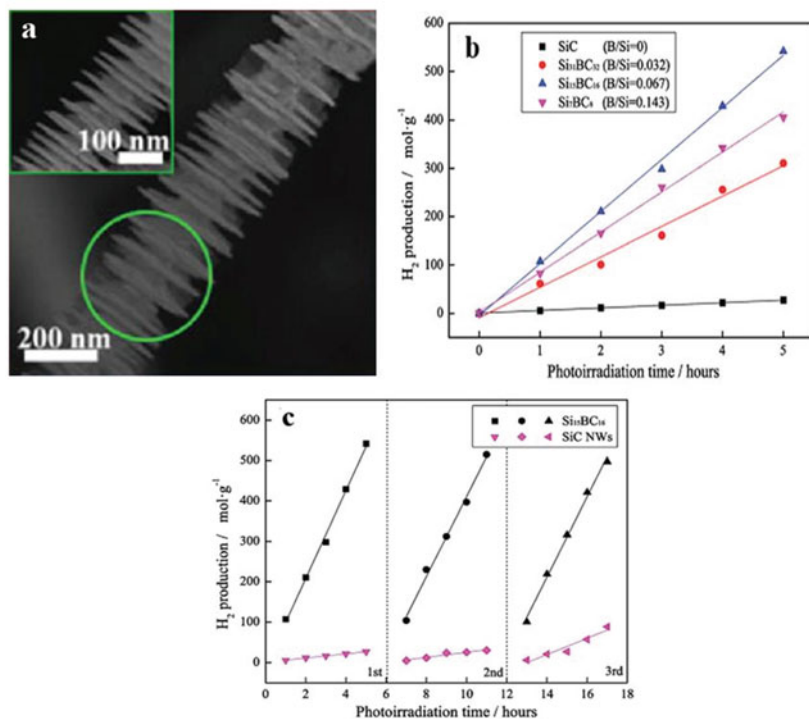 a
100 nm
200 nm
b
H₂ production / mol·g⁻¹
600
500
400
300
200
100
0
SiC (B/Si=0)
Si₃₁BC₃₂ (B/Si=0.032)
Si₁₅BC₁₆ (B/Si=0.067)
Si₇BC₈ (B/Si=0.143)
0 1 2 3 4 5
Photoirradiation time / hours
c
H₂ production / mol·g⁻¹
600
500
400
300
200
100
0
Si₁₅BC₁₆
SiC NWs
1st 2nd 3rd
0 2 4 6 8 10 12 14 16 18
Photoirradiation time / hours